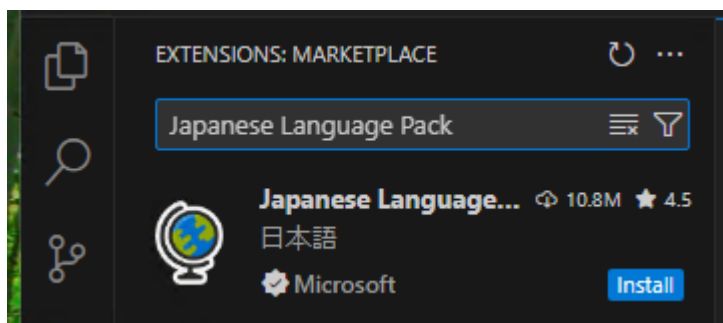 EXTENSIONS: MARKETPLACE
Japanese Language Pack
Japanese Language... 10.8M 4.5
日本語
Microsoft
Install